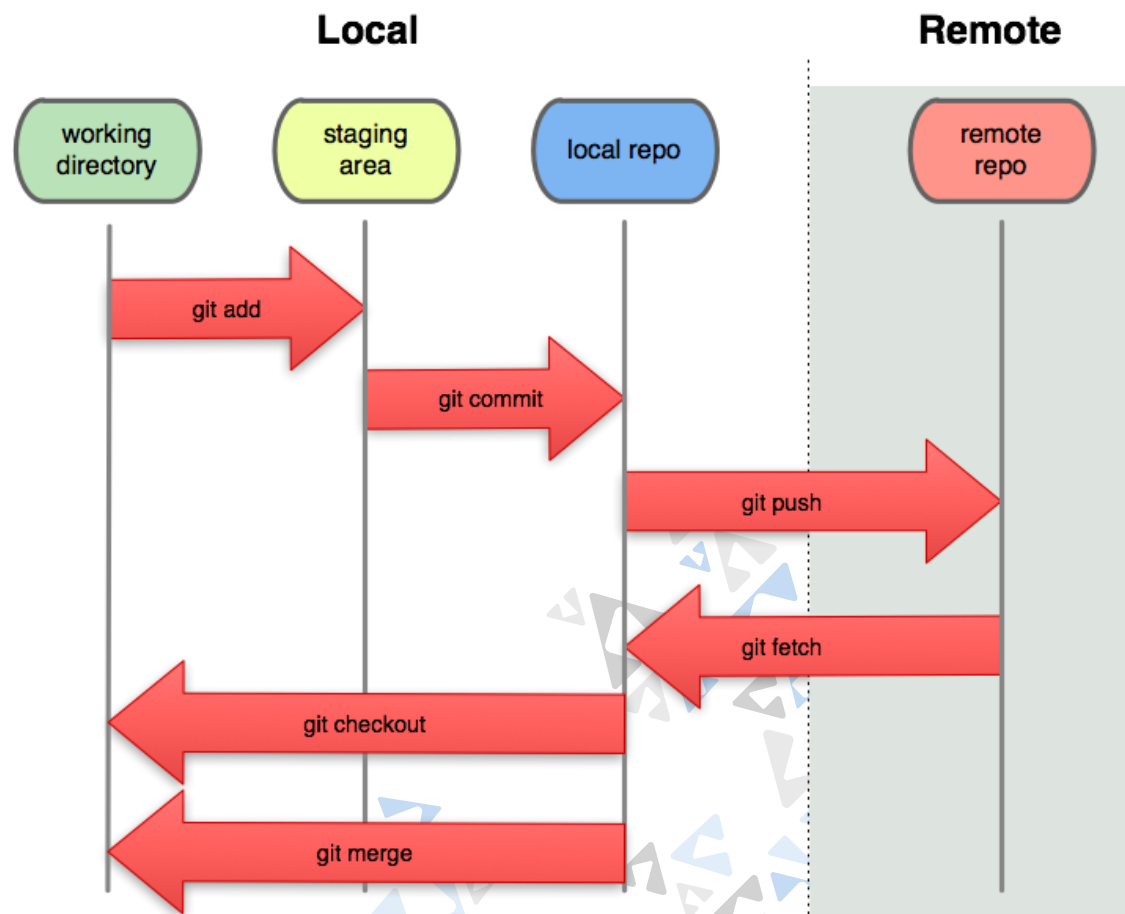 Local
Remote
working
directory
staging
area
local repo
remote
repo
git add
git commit
git push
git fetch
git checkout
git merge